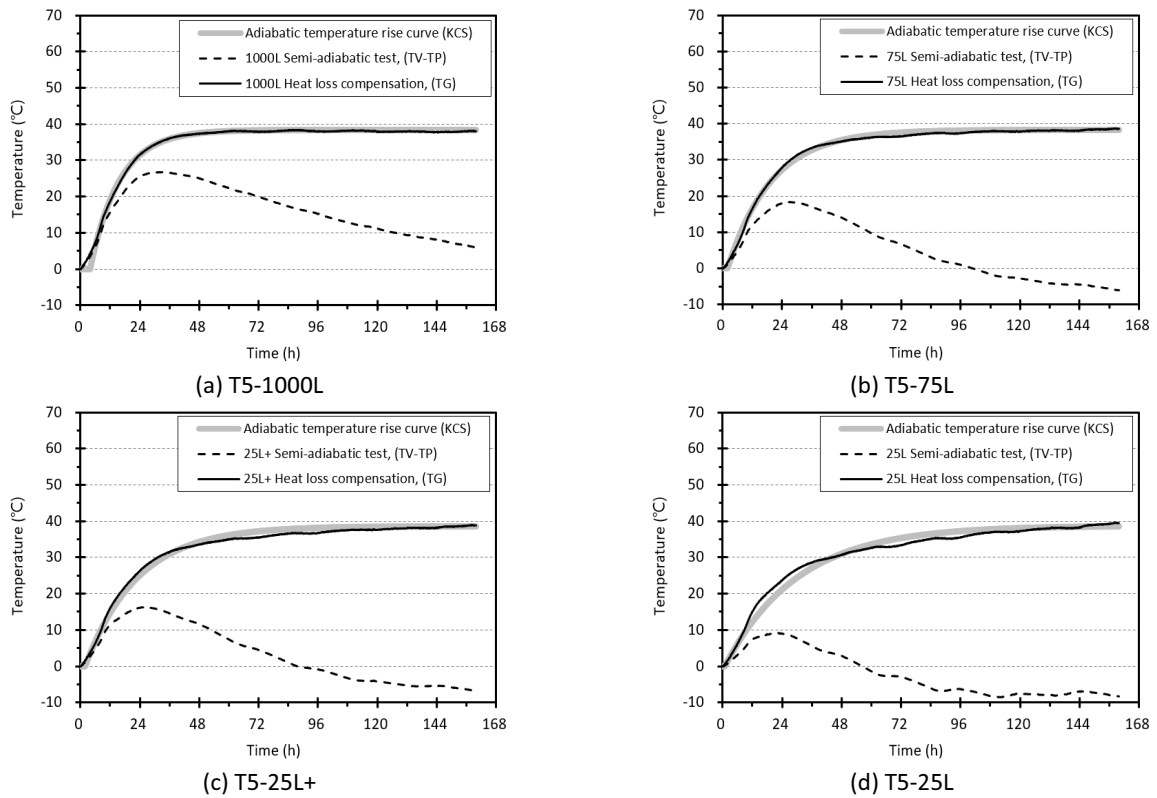 70
60
50
40
30
20
10
0
-10
Temperature (℃)
Adiabatic temperature rise curve (KCS)
1000L Semi-adiabatic test, (TV-TP)
1000L Heat loss compensation, (TG)
0 24 48 72 96 120 144 168
Time (h)
(a) T5-1000L
70
60
50
40
30
20
10
0
-10
Temperature (℃)
Adiabatic temperature rise curve (KCS)
75L Semi-adiabatic test, (TV-TP)
75L Heat loss compensation, (TG)
0 24 48 72 96 120 144 168
Time (h)
(b) T5-75L
70
60
50
40
30
20
10
0
-10
Temperature (℃)
Adiabatic temperature rise curve (KCS)
25L+ Semi-adiabatic test, (TV-TP)
25L+ Heat loss compensation, (TG)
0 24 48 72 96 120 144 168
Time (h)
(c) T5-25L+
70
60
50
40
30
20
10
0
-10
Temperature (℃)
Adiabatic temperature rise curve (KCS)
25L Semi-adiabatic test, (TV-TP)
25L Heat loss compensation, (TG)
0 24 48 72 96 120 144 168
Time (h)
(d) T5-25L